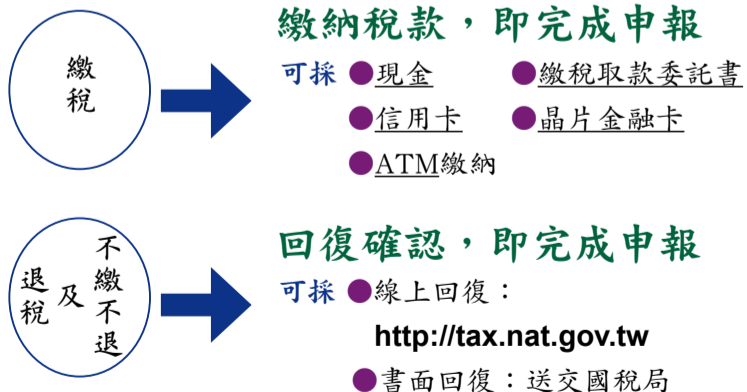 繳稅
繳納稅款，即完成申報
可採 ●現金 ●繳稅取款委託書
●信用卡 ●晶片金融卡
●ATM繳納
退稅及不繳不退
回復確認，即完成申報
可採 ●線上回復：
http://tax.nat.gov.tw
●書面回復：送交國稅局